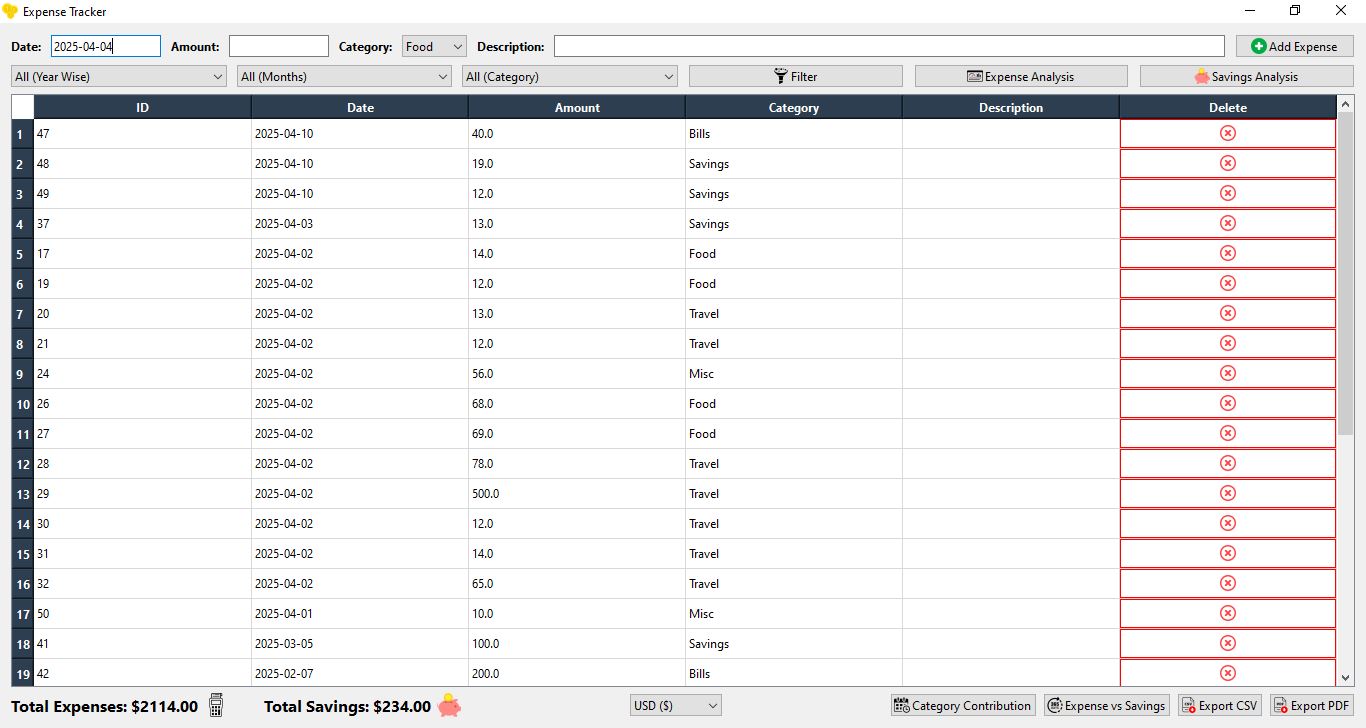 Expense Tracker
Date: 2025-04-04 Amount: Category: Food Description: Add Expense
All (Year Wise) All (Months) All (Category) Filter Expense Analysis Savings Analysis
ID Date Amount Category Description Delete
1 47 2025-04-10 40.0 Bills
2 48 2025-04-10 19.0 Savings
3 49 2025-04-10 12.0 Savings
4 37 2025-04-03 13.0 Savings
5 17 2025-04-02 14.0 Food
6 19 2025-04-02 12.0 Food
7 20 2025-04-02 13.0 Travel
8 21 2025-04-02 12.0 Travel
9 24 2025-04-02 56.0 Misc
10 26 2025-04-02 68.0 Food
11 27 2025-04-02 69.0 Food
12 28 2025-04-02 78.0 Travel
13 29 2025-04-02 500.0 Travel
14 30 2025-04-02 12.0 Travel
15 31 2025-04-02 14.0 Travel
16 32 2025-04-02 65.0 Travel
17 50 2025-04-01 10.0 Misc
18 41 2025-03-05 100.0 Savings
19 42 2025-02-07 200.0 Bills
Total Expenses: $2114.00 Total Savings: $234.00 USD ($) Category Contribution Expense vs Savings Export CSV Export PDF